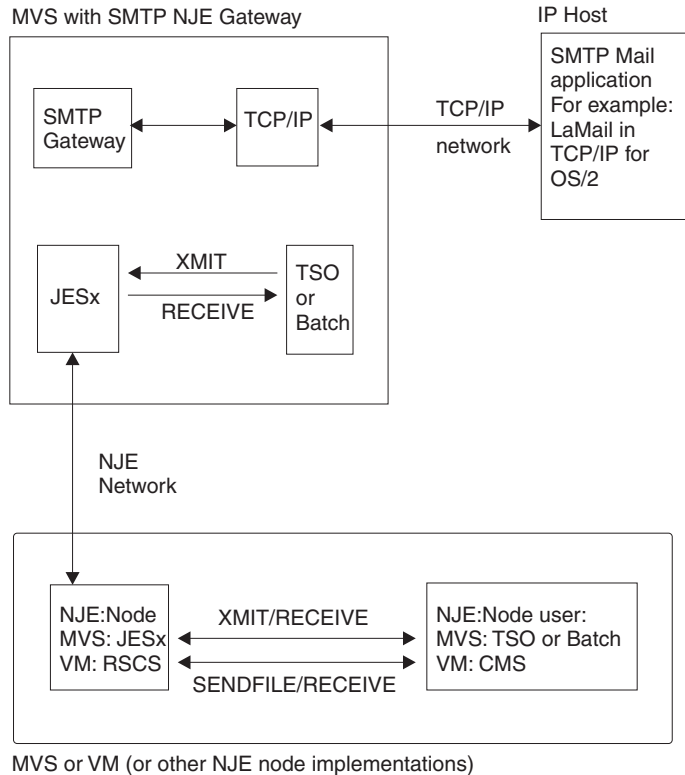 MVS with SMTP NJE Gateway
IP Host
SMTP
Gateway
TCP/IP
TCP/IP
network
SMTP Mail
application
For example:
LaMail in
TCP/IP for
OS/2
JESx
XMIT
RECEIVE
TSO
or
Batch
NJE
Network
NJE:Node
MVS: JESx
VM: RSCS
XMIT/RECEIVE
SENDFILE/RECEIVE
NJE:Node user:
MVS: TSO or Batch
VM: CMS
MVS or VM (or other NJE node implementations)